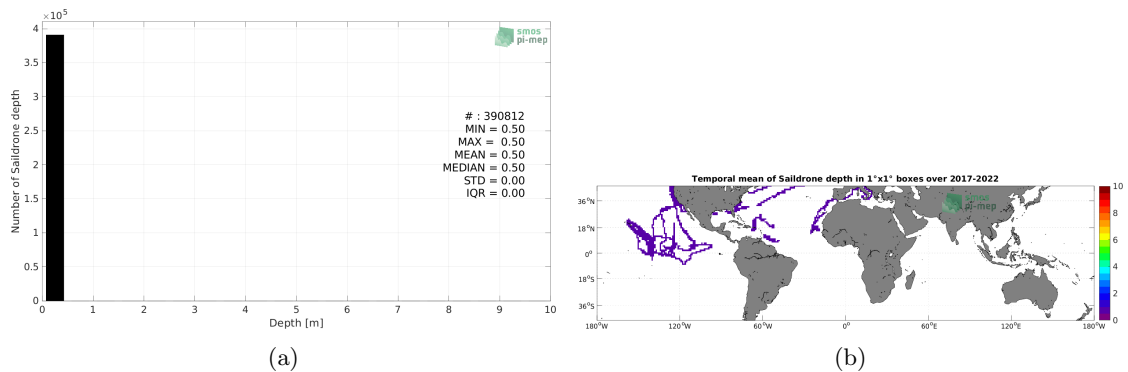 ×10⁵
4
3.5
3
2.5
2
1.5
1
0.5
0
Number of Saildrone depth
smos
pi-mep
# : 390812
MIN = 0.50
MAX = 0.50
MEAN = 0.50
MEDIAN = 0.50
STD = 0.00
IQR = 0.00
0 1 2 3 4 5 6 7 8 9 10
Depth [m]
(a)
Temporal mean of Saildrone depth in 1°x1° boxes over 2017-2022
smos
pi-mep
36°N
18°N
0°
18°S
36°S
180°W 120°W 60°W 0° 60°E 120°E 180°W
10
8
6
4
2
0
(b)